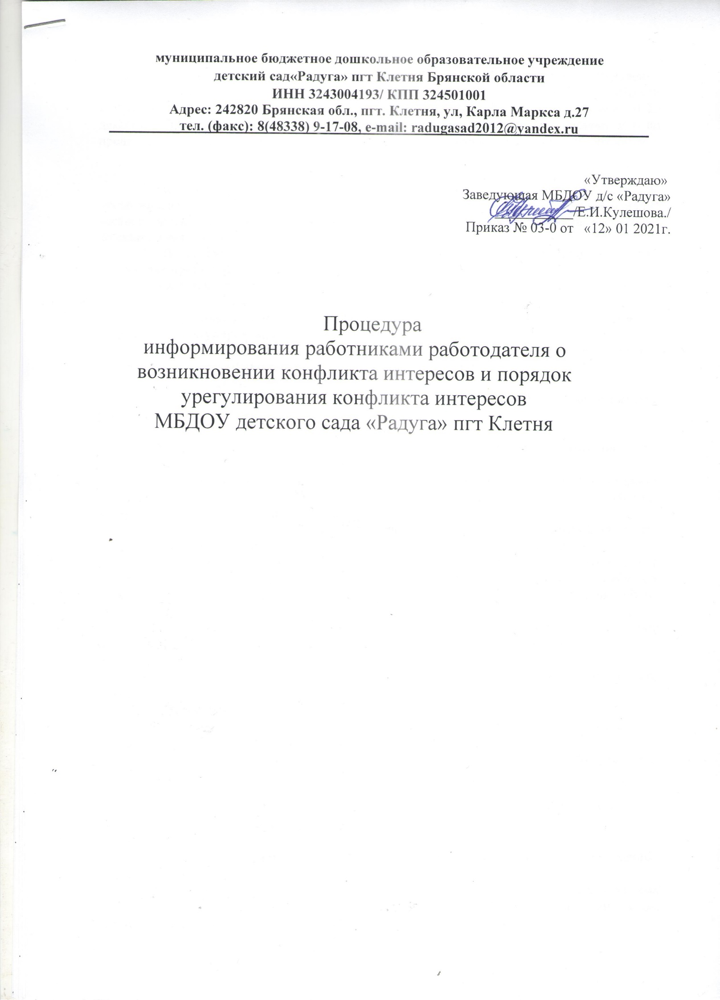 муниципальное бюджетное дошкольное образовательное учреждение
детский сад«Радуга» пгт Клетня Брянской области
ИНН 3243004193/ КПП 324501001
Адрес: 242820 Брянская обл., пгт. Клетня, ул, Карла Маркса д.27
тел. (факс): 8(48338) 9-17-08, e-mail: radugasad2012@yandex.ru
«Утверждаю»
Заведующая МБДОУ д/с «Радуга»
/Е.И.Кулешова./
Приказ № 03-0 от «12» 01 2021г.
Процедура
информирования работниками работодателя о
возникновении конфликта интересов и порядок
урегулирования конфликта интересов
МБДОУ детского сада «Радуга» пгт Клетня